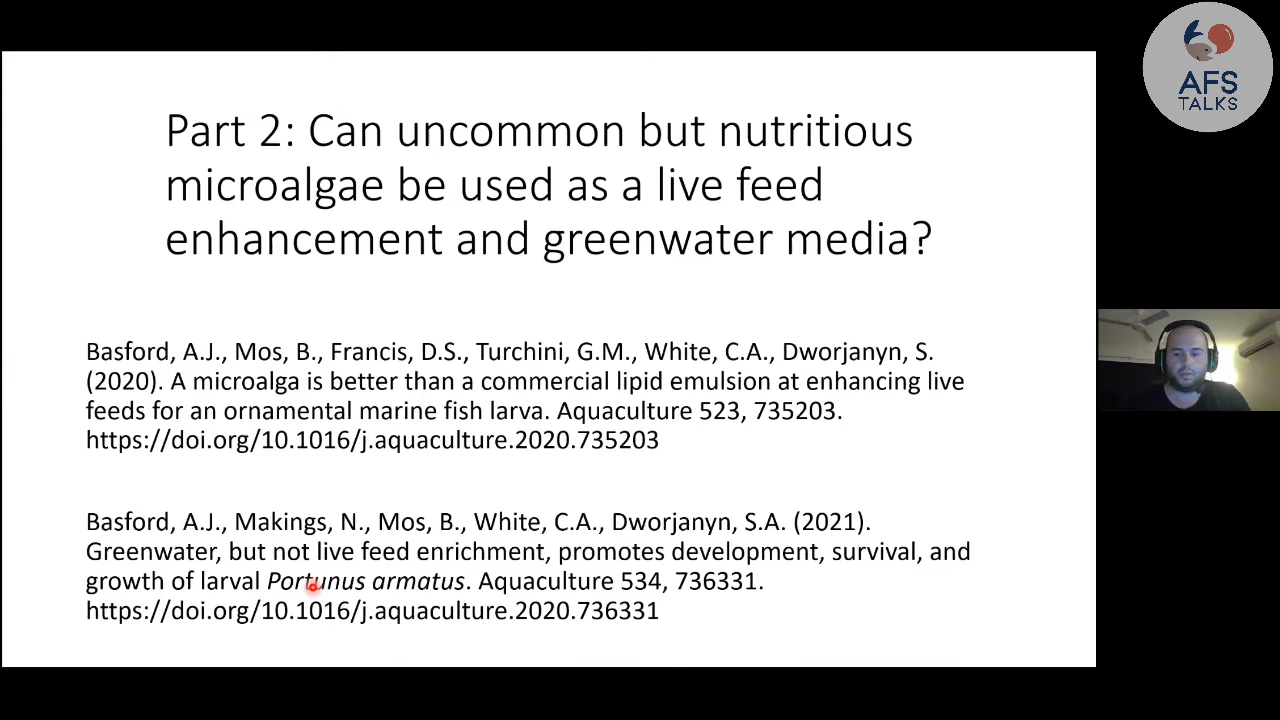 AFS
TALKS
Part 2: Can uncommon but nutritious
microalgae be used as a live feed
enhancement and greenwater media?
Basford, A.J., Mos, B., Francis, D.S., Turchini, G.M., White, C.A., Dworjanyn, S.
(2020). A microalga is better than a commercial lipid emulsion at enhancing live
feeds for an ornamental marine fish larva. Aquaculture 523, 735203.
https://doi.org/10.1016/j.aquaculture.2020.735203
Basford, A.J., Makings, N., Mos, B., White, C.A., Dworjanyn, S.A. (2021).
Greenwater, but not live feed enrichment, promotes development, survival, and
growth of larval Portunus armatus. Aquaculture 534, 736331.
https://doi.org/10.1016/j.aquaculture.2020.736331